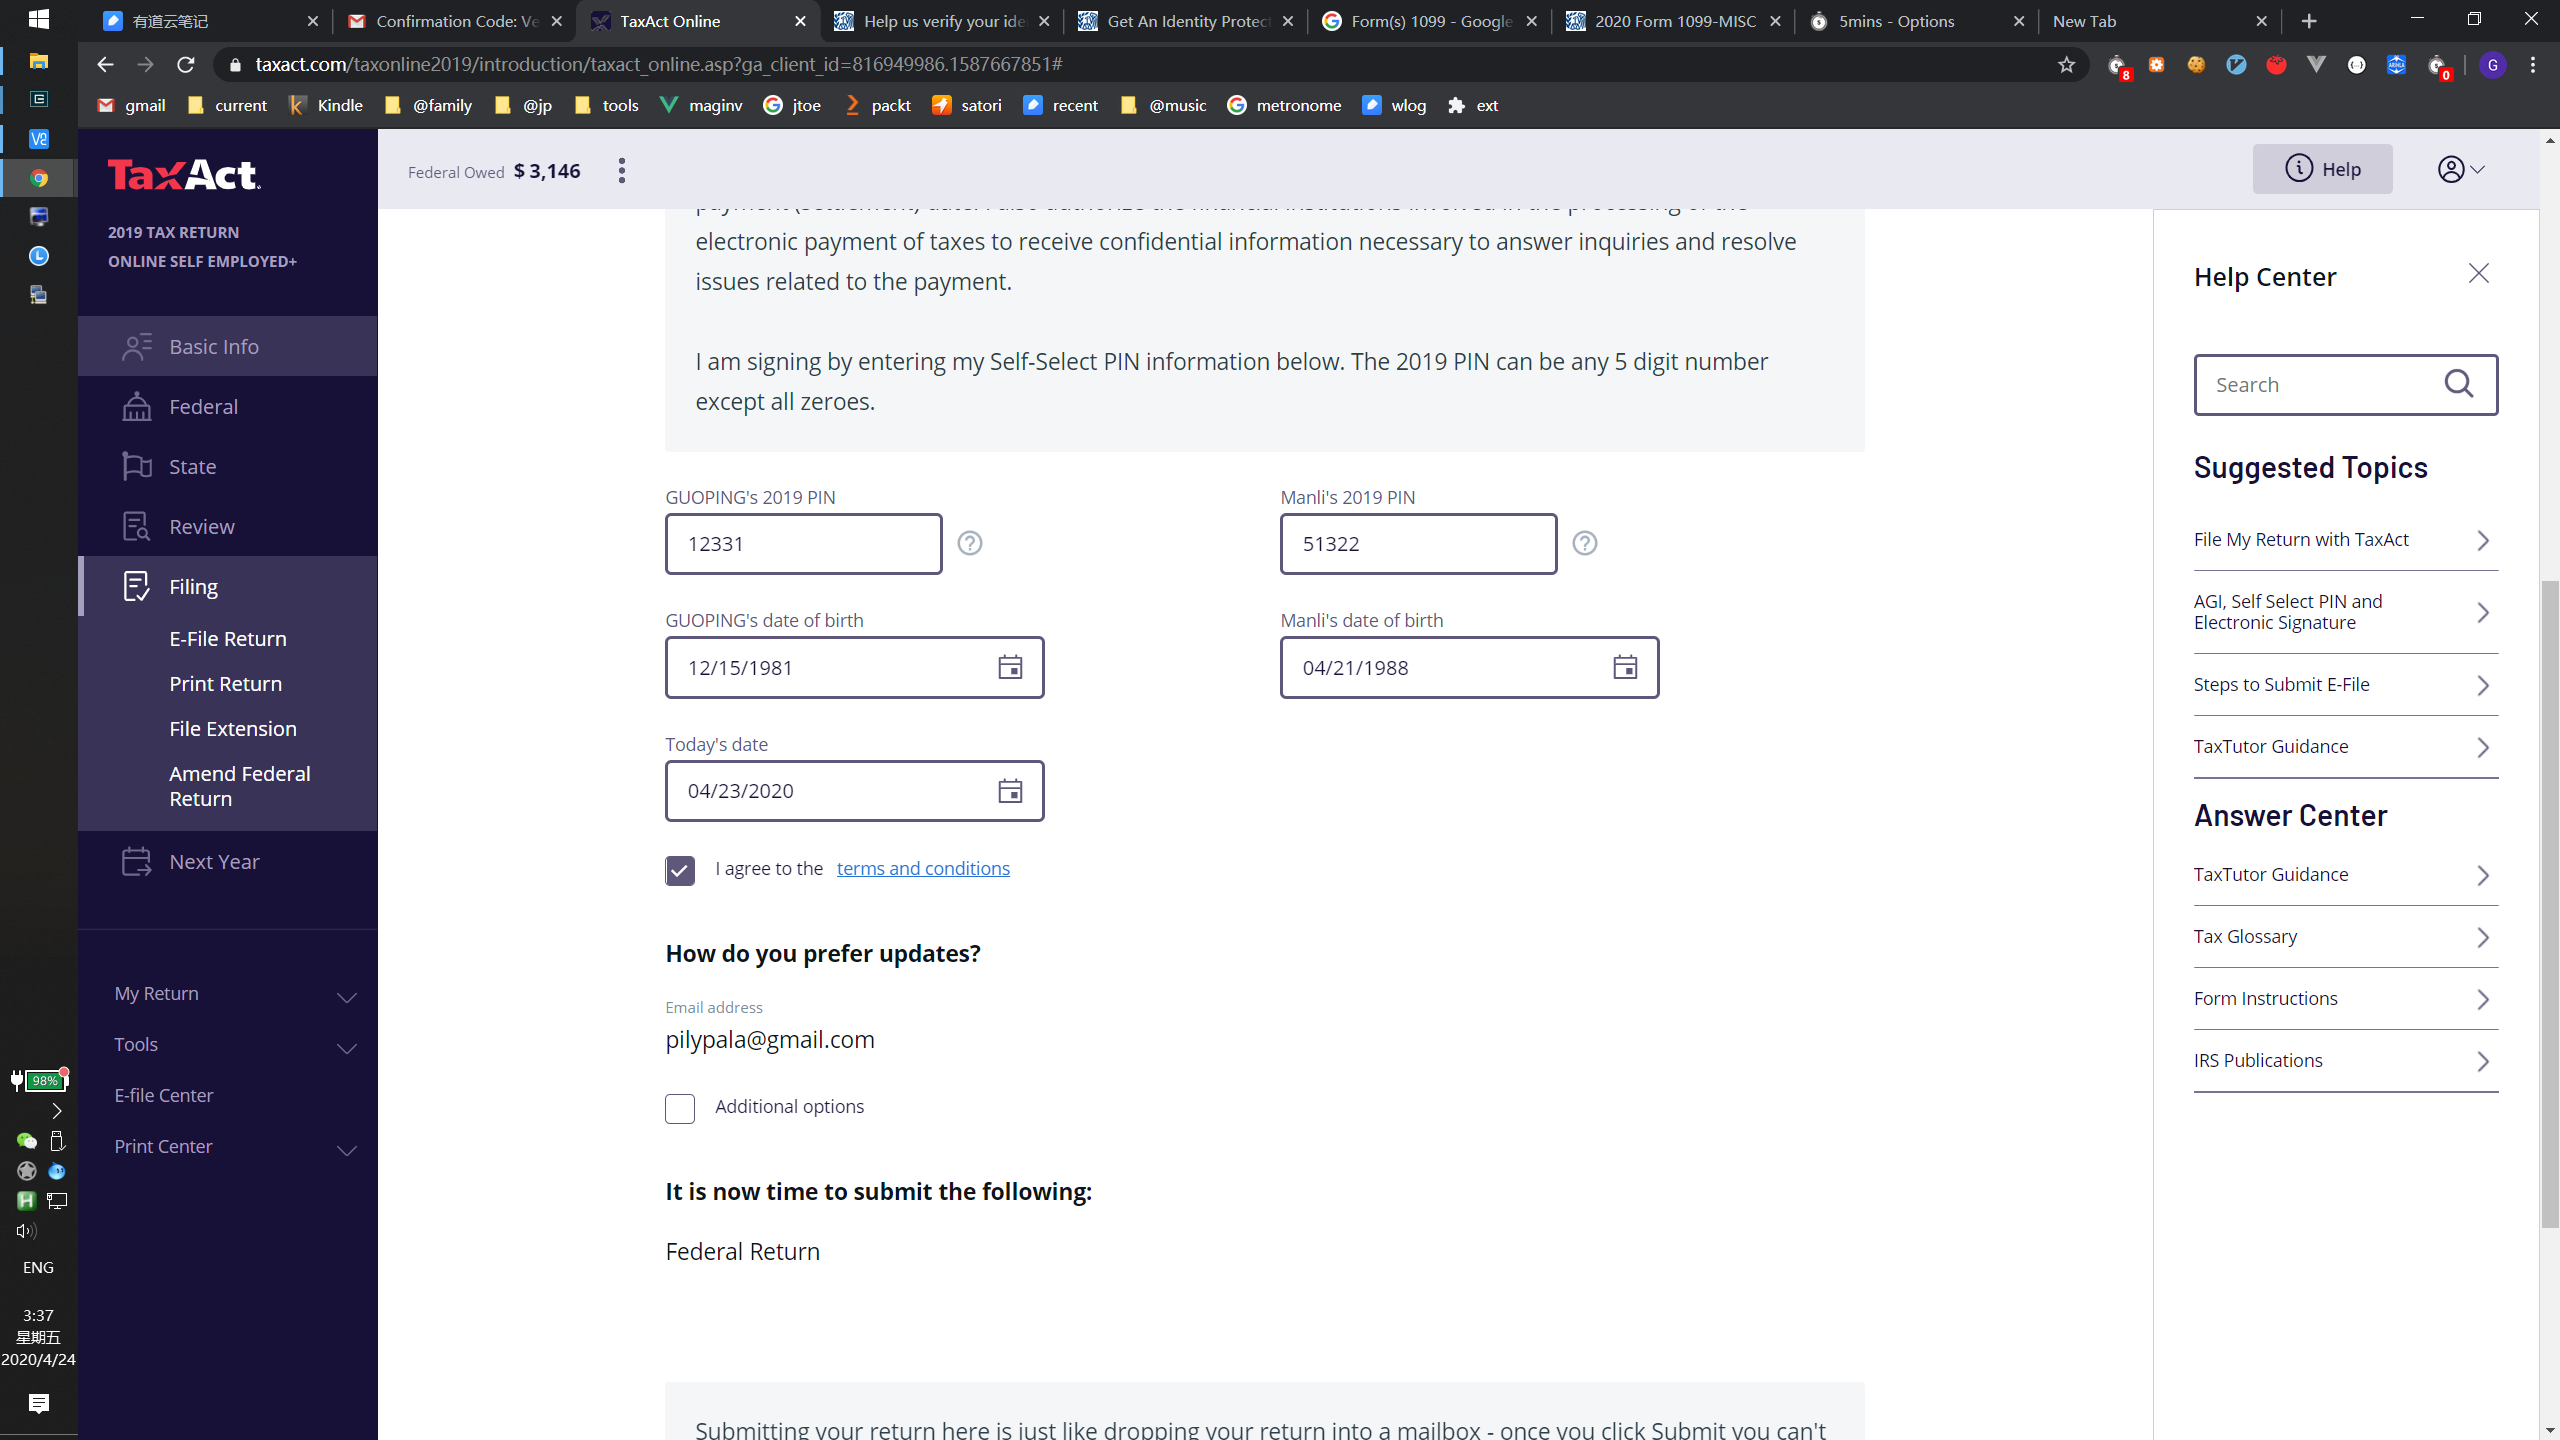 有道云笔记
Confirmation Code: Ve
TaxAct Online
Help us verify your ide
Get An Identity Protect
Form(s) 1099 - Google
2020 Form 1099-MISC
5mins - Options
New Tab
taxact.com/taxonline2019/introduction/taxact_online.asp?ga_client_id=816949986.1587667851#
8
0
G
gmail
current
Kindle
@family
@jp
tools
maginv
jtoe
packt
satori
recent
@music
metronome
wlog
ext
TaxAct.
2019 TAX RETURN
ONLINE SELF EMPLOYED+
Basic Info
Federal
State
Review
Filing
E-File Return
Print Return
File Extension
Amend Federal
Return
Next Year
My Return
Tools
E-file Center
Print Center
98%
ENG
3:37
星期五
2020/4/24
Federal Owed $ 3,146
Help
electronic payment of taxes to receive confidential information necessary to answer inquiries and resolve
issues related to the payment.
I am signing by entering my Self-Select PIN information below. The 2019 PIN can be any 5 digit number
except all zeroes.
GUOPING's 2019 PIN
12331
Manli's 2019 PIN
51322
GUOPING's date of birth
12/15/1981
Manli's date of birth
04/21/1988
Today's date
04/23/2020
I agree to the terms and conditions
How do you prefer updates?
Email address
pilypala@gmail.com
Additional options
It is now time to submit the following:
Federal Return
Submitting your return here is just like dropping your return into a mailbox - once you click Submit you can't
Help Center
Search
Suggested Topics
File My Return with TaxAct
AGI, Self Select PIN and
Electronic Signature
Steps to Submit E-File
TaxTutor Guidance
Answer Center
TaxTutor Guidance
Tax Glossary
Form Instructions
IRS Publications